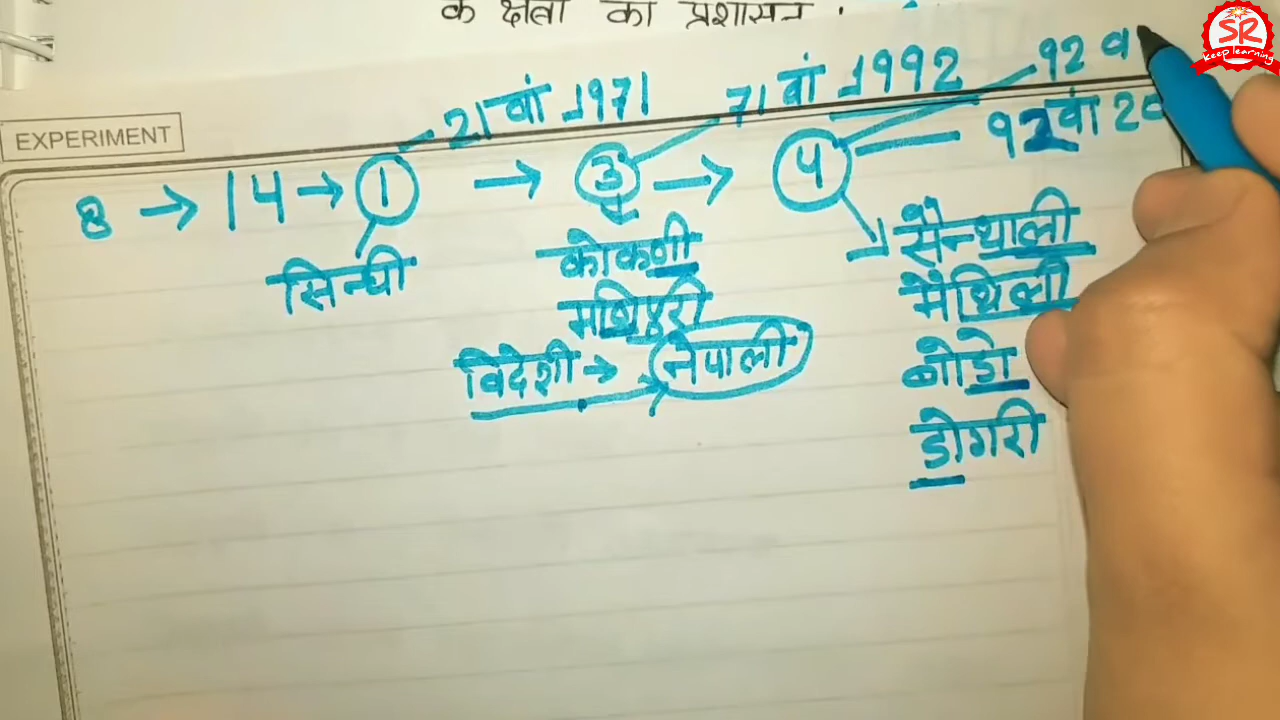 के क्षेत्रों का प्रशासन .
SR
keep learning
EXPERIMENT
8 → 14 → 1 → 3 → 4
21 वां 1971
71 वां 1992
92 व
92 वां 20
सिन्धी
कोकणी
मणिपुरी
विदेशी → नेपाली
सैन्थाली
मैथिली
बोडो
डोगरी